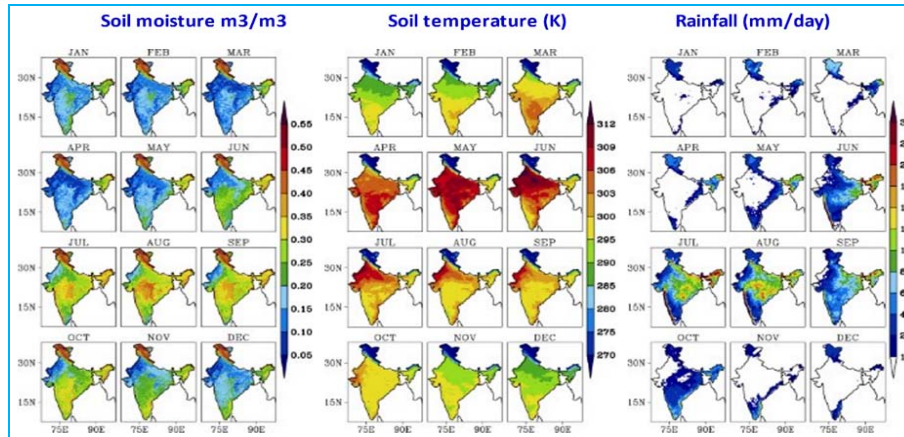 Soil moisture m3/m3 Soil temperature (K) Rainfall (mm/day)
JAN FEB MAR JAN FEB MAR JAN FEB MAR
30N 30N 30N
15N 15N 15N
0.55 312
APR MAY JUN APR MAY JUN APR MAY JUN
0.50 309
0.45 306
30N 30N 30N
0.40 303
15N 15N 15N
0.35 300
JUL AUG SEP JUL AUG SEP JUL AUG SEP
0.30 295
0.25 290
30N 30N 30N
0.20 285
15N 15N 15N
0.15 280
OCT NOV DEC OCT NOV DEC OCT NOV DEC
0.10 275
0.05 270
30N 30N 30N
15N 15N 15N
75E 90E 75E 90E 75E 90E 75E 90E 75E 90E 75E 90E 75E 90E 75E 90E 75E 90E